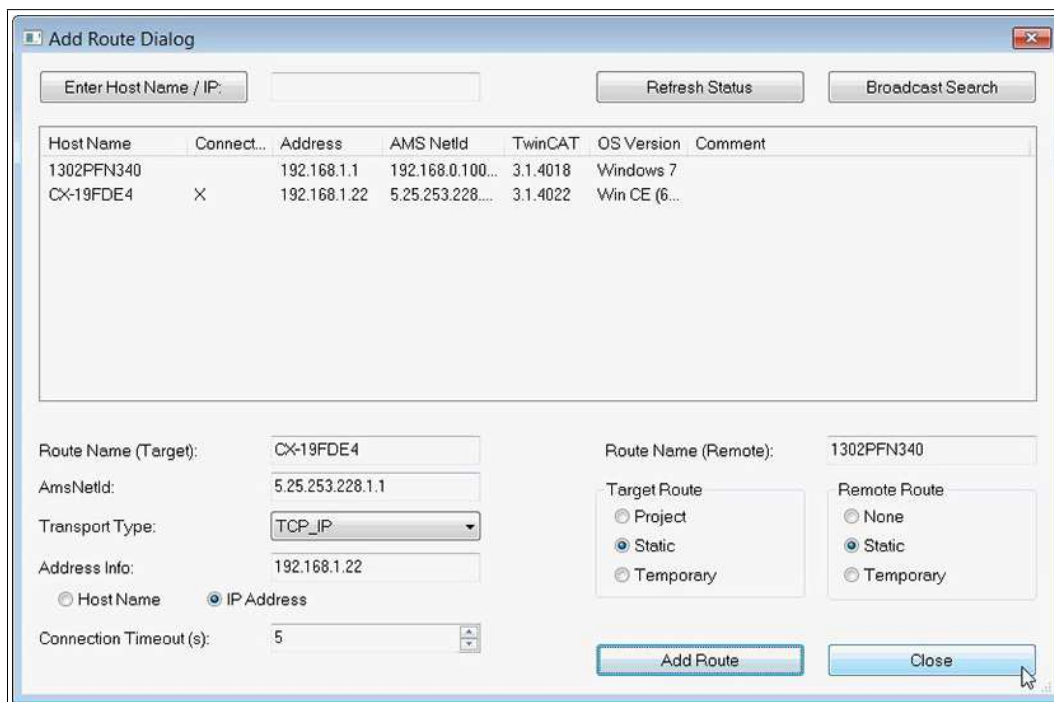 Add Route Dialog
Enter Host Name / IP: Refresh Status Broadcast Search
Host Name Connect... Address AMS NetId TwinCAT OS Version Comment
1302PFN340 192.168.1.1 192.168.0.100... 3.1.4018 Windows 7
CX-19FDE4 X 192.168.1.22 5.25.253.228.... 3.1.4022 Win CE (6...
Route Name (Target): CX-19FDE4 Route Name (Remote): 1302PFN340
AmsNetId: 5.25.253.228.1.1 Target Route Remote Route
Transport Type: TCP_IP Project None
Address Info: 192.168.1.22 Static Static
Host Name IP Address Temporary Temporary
Connection Timeout (s): 5
Add Route Close